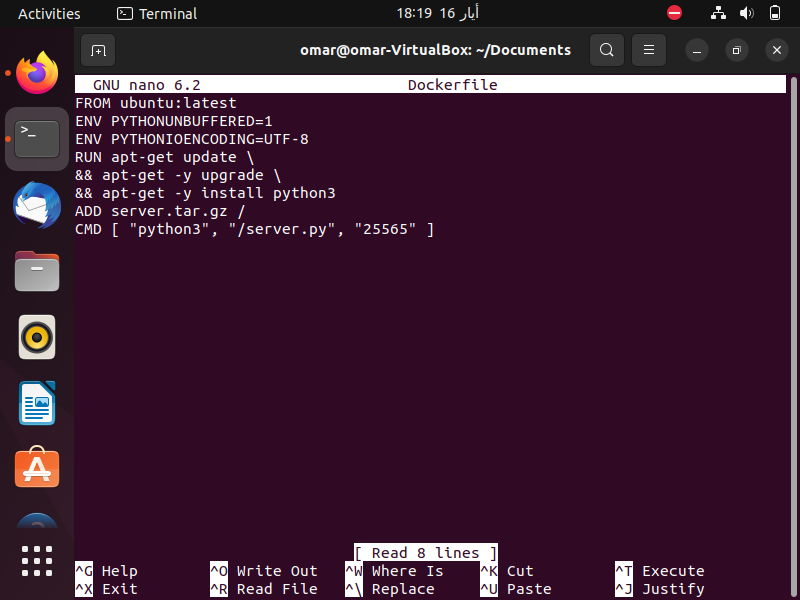 Activities
Terminal
18:19 16 أيار
omar@omar-VirtualBox: ~/Documents
GNU nano 6.2 Dockerfile
FROM ubuntu:latest
ENV PYTHONUNBUFFERED=1
ENV PYTHONIOENCODING=UTF-8
RUN apt-get update \
&& apt-get -y upgrade \
&& apt-get -y install python3
ADD server.tar.gz /
CMD [ "python3", "/server.py", "25565" ]
[ Read 8 lines ]
^G Help ^O Write Out ^W Where Is ^K Cut ^T Execute
^X Exit ^R Read File ^\ Replace ^U Paste ^J Justify